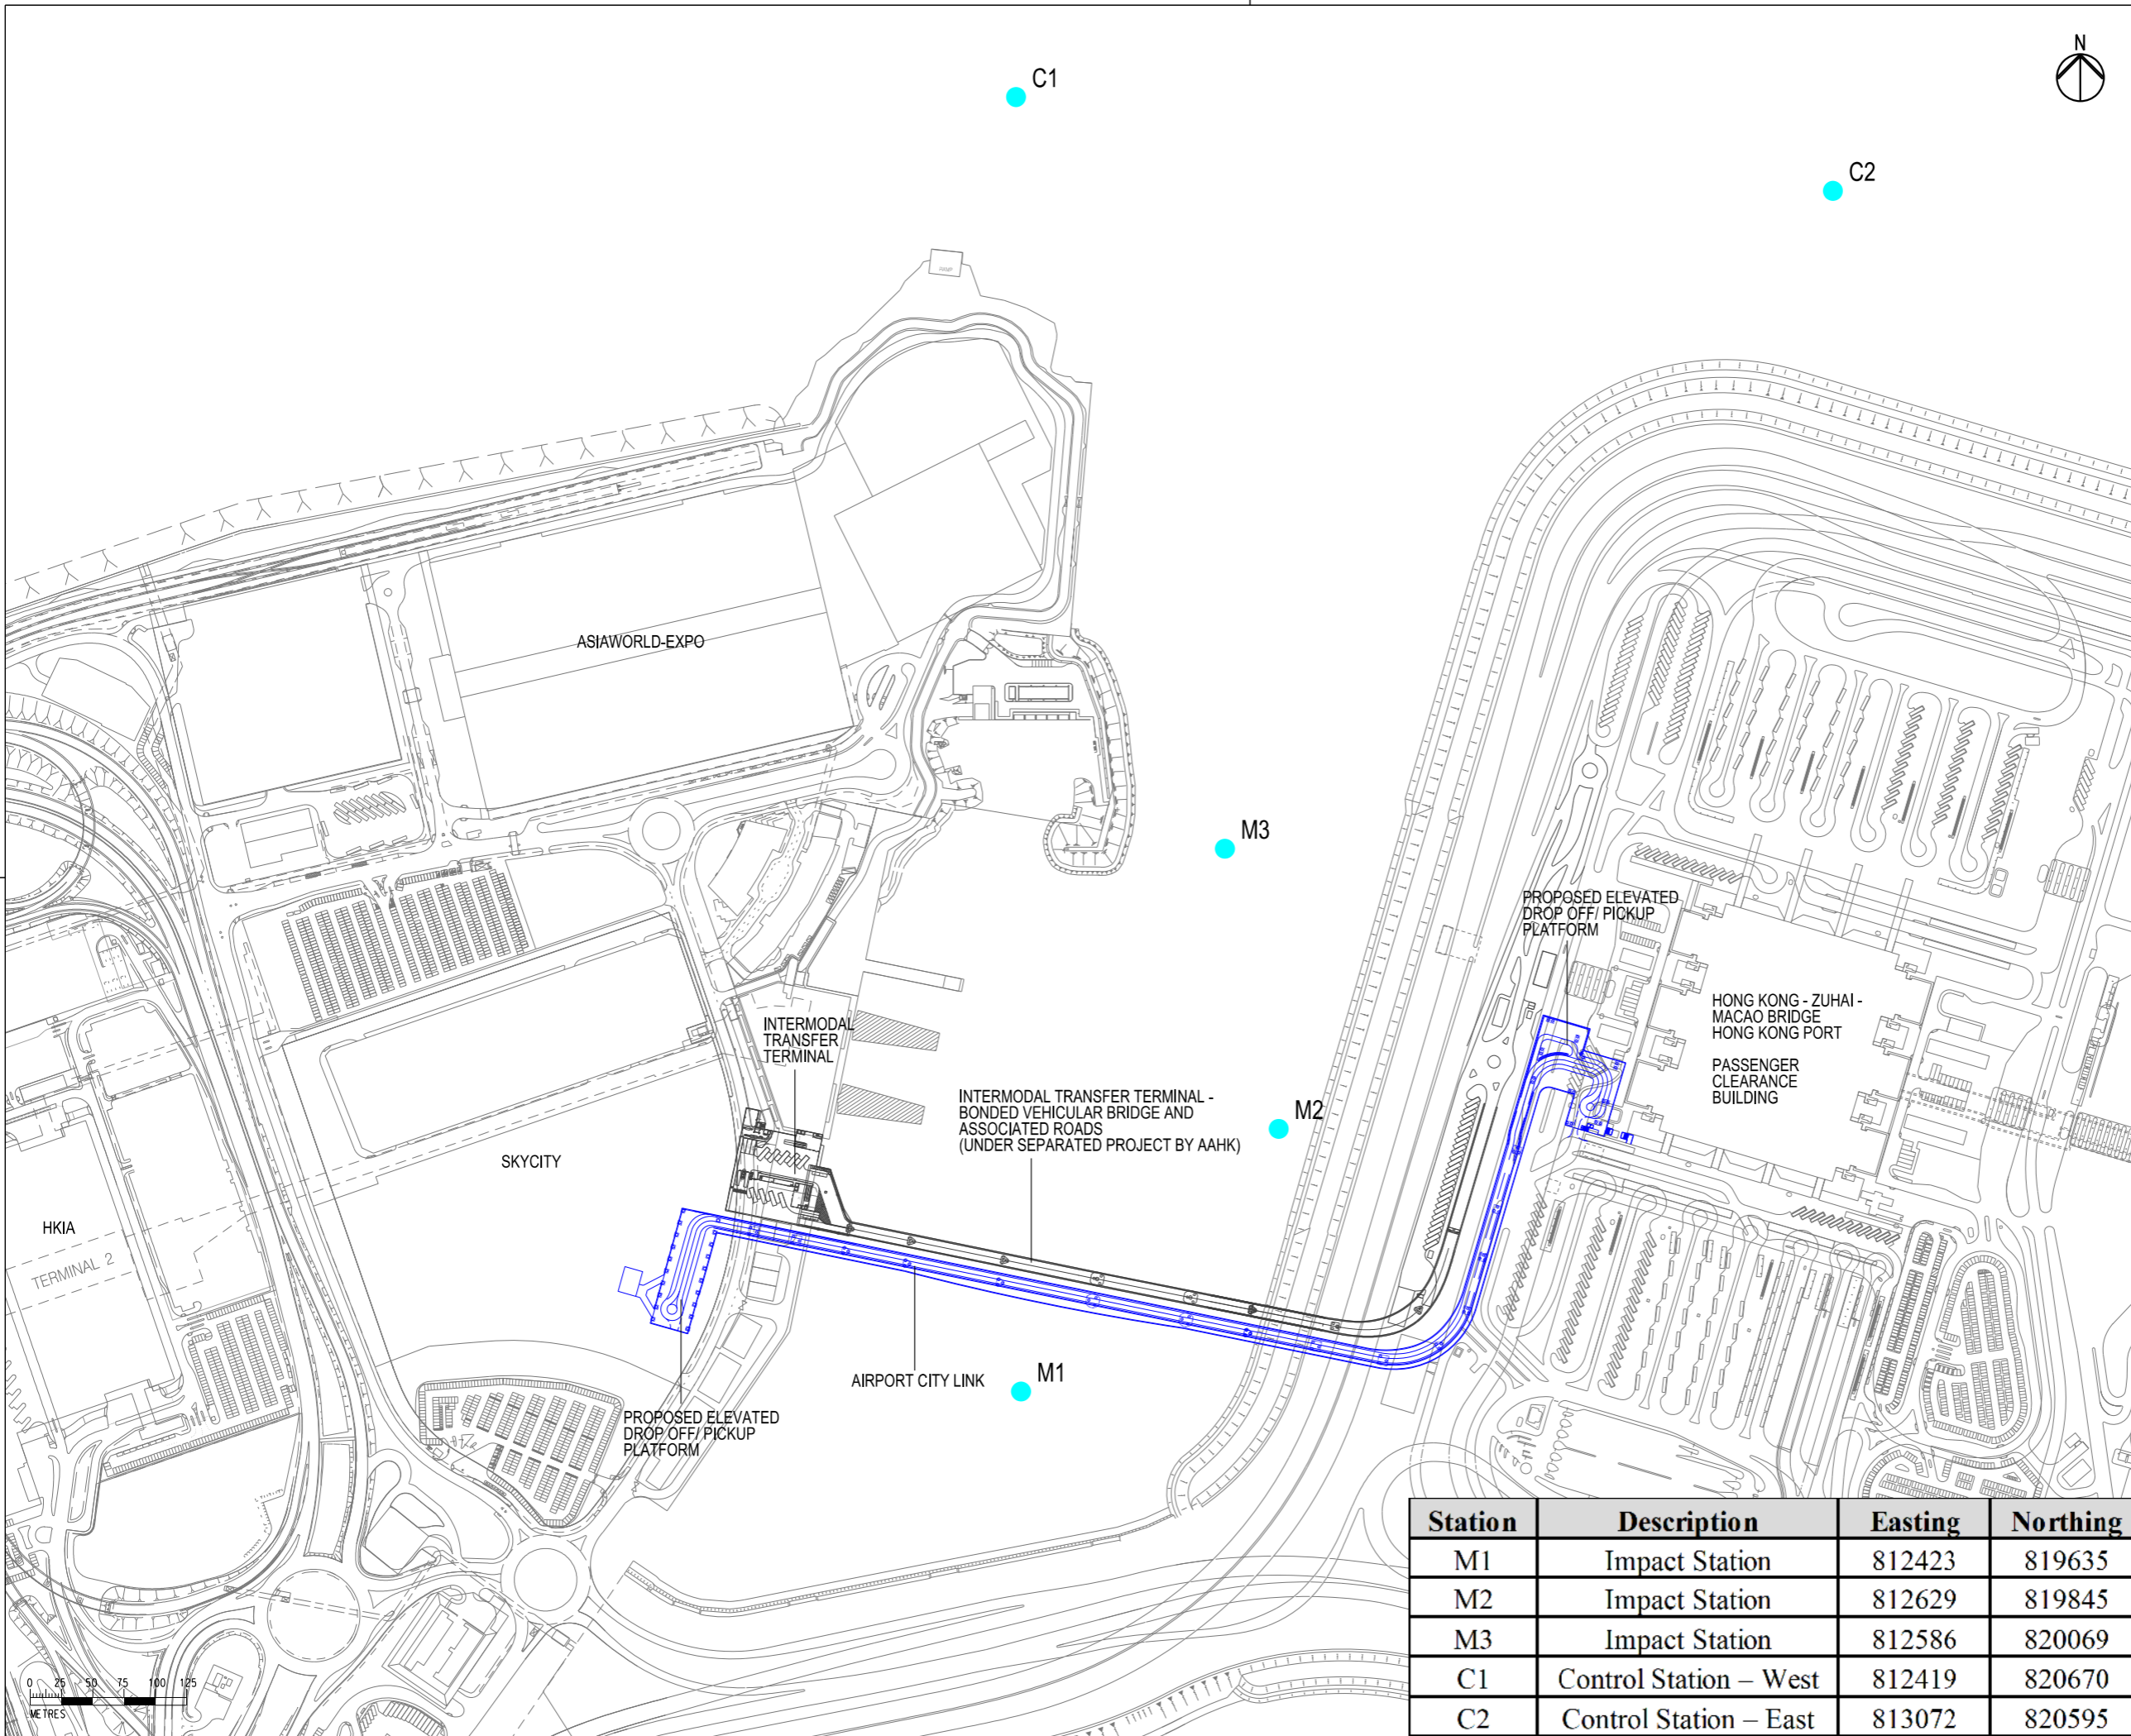 N
C1
C2
ASIAWORLD-EXPO
M3
PROPOSED ELEVATED
DROP OFF/ PICKUP
PLATFORM
HONG KONG - ZUHAI -
MACAO BRIDGE
HONG KONG PORT
PASSENGER
CLEARANCE
BUILDING
INTERMODAL
TRANSFER
TERMINAL
INTERMODAL TRANSFER TERMINAL -
BONDED VEHICULAR BRIDGE AND
ASSOCIATED ROADS
(UNDER SEPARATED PROJECT BY AAHK)
M2
SKYCITY
HKIA
TERMINAL 2
AIRPORT CITY LINK
M1
PROPOSED ELEVATED
DROP OFF/ PICKUP
PLATFORM
Station Description Easting Northing
M1 Impact Station 812423 819635
M2 Impact Station 812629 819845
M3 Impact Station 812586 820069
C1 Control Station – West 812419 820670
C2 Control Station – East 813072 820595
0 25 50 75 100 125
METRES